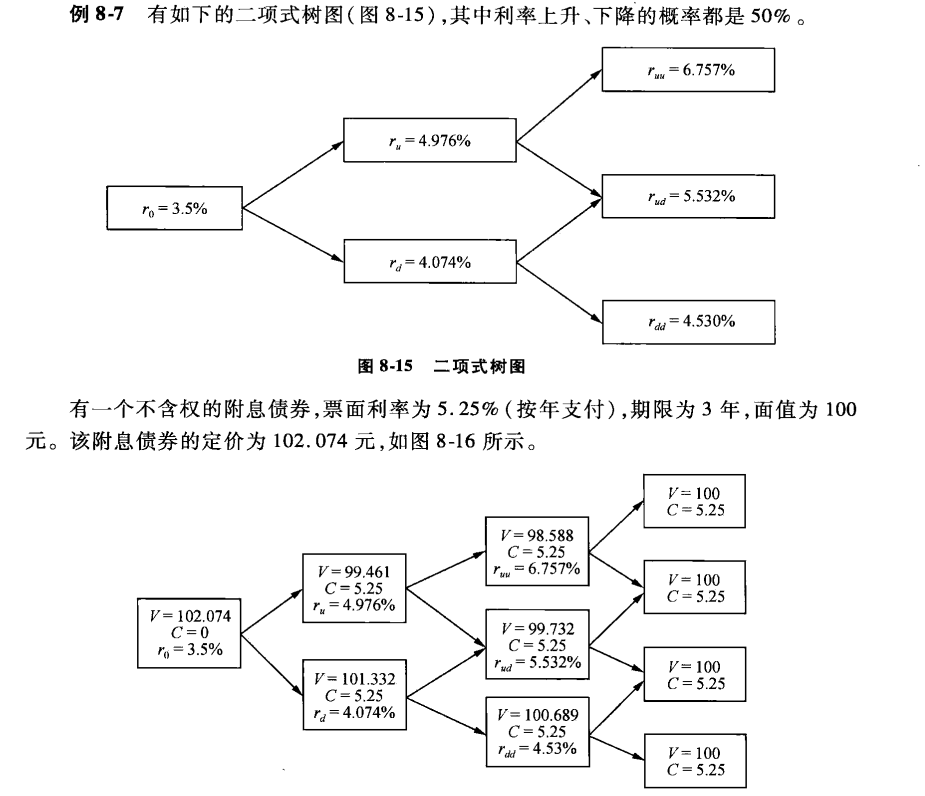 例 8-7 有如下的二项式树图(图 8-15),其中利率上升、下降的概率都是 50%。
r_uu = 6.757%
r_u = 4.976%
r_ud = 5.532%
r_0 = 3.5%
r_d = 4.074%
r_dd = 4.530%
图 8-15 二项式树图
有一个不含权的附息债券,票面利率为 5.25%(按年支付),期限为 3 年,面值为 100
元。该附息债券的定价为 102.074 元,如图 8-16 所示。
V = 100
C = 5.25
V = 98.588
C = 5.25
r_uu = 6.757%
V = 99.461
C = 5.25
r_u = 4.976%
V = 100
C = 5.25
V = 102.074
C = 0
r_0 = 3.5%
V = 99.732
C = 5.25
r_ud = 5.532%
V = 100
C = 5.25
V = 101.332
C = 5.25
r_d = 4.074%
V = 100.689
C = 5.25
r_dd = 4.53%
V = 100
C = 5.25